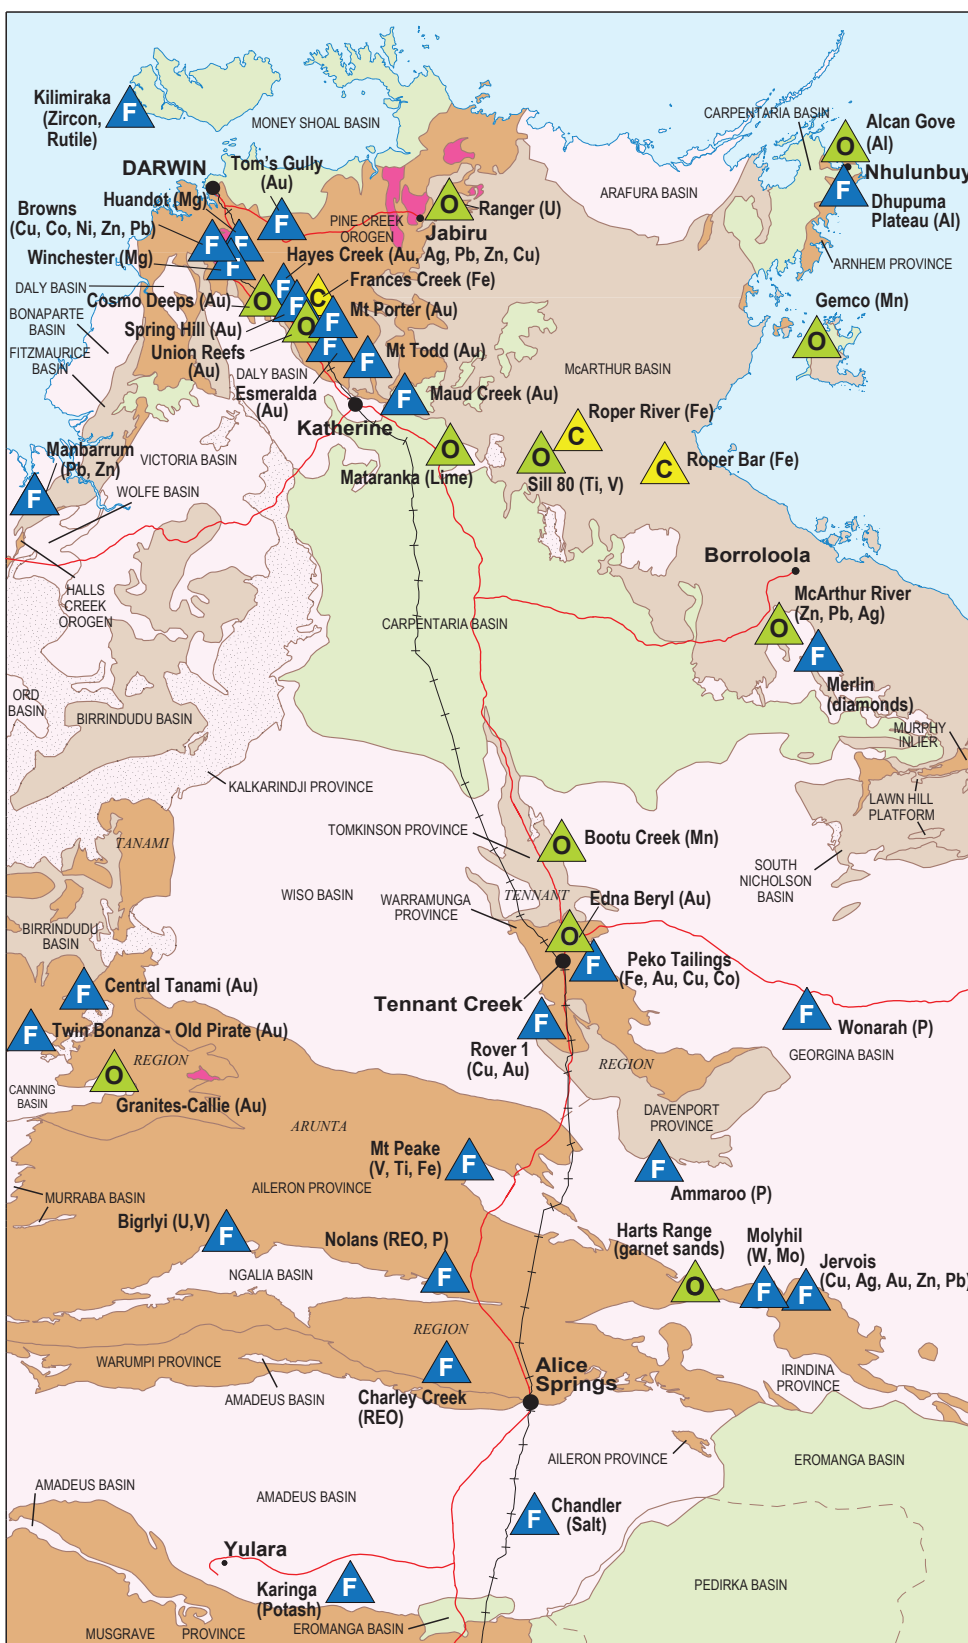 Kilimiraka
(Zircon,
Rutile)
F
MONEY SHOAL BASIN
CARPENTARIA BASIN
Alcan Gove
(Al)
O
Nhulunbuy
F
Dhupuma
Plateau (Al)
ARNHEM PROVINCE
ARAFURA BASIN
DARWIN
Tom's Gully
(Au)
F
Huandot (Mg)
F
Browns
(Cu, Co, Ni, Zn, Pb)
F
Winchester (Mg)
F
PINE CREEK
OROGEN
O
Ranger (U)
Jabiru
Hayes Creek (Au, Ag, Pb, Zn, Cu)
F
Frances Creek (Fe)
C
DALY BASIN
Cosmo Deeps (Au)
O
Mt Porter (Au)
F
Gemco (Mn)
O
BONAPARTE
BASIN
Spring Hill (Au)
F
FITZMAURICE
BASIN
Union Reefs
(Au)
O
Mt Todd (Au)
F
McARTHUR BASIN
DALY BASIN
Esmeralda
(Au)
F
Maud Creek (Au)
F
Katherine
Roper River (Fe)
C
Manbarrum
(Pb, Zn)
F
VICTORIA BASIN
WOLFE BASIN
Mataranka (Lime)
O
Sill 80 (Ti, V)
O
C
Roper Bar (Fe)
HALLS
CREEK
OROGEN
Borroloola
McArthur River
(Zn, Pb, Ag)
O
CARPENTARIA BASIN
F
Merlin
(diamonds)
ORD
BASIN
BIRRINDUDU BASIN
MURPHY
INLIER
KALKARINDJI PROVINCE
LAWN HILL
PLATFORM
TOMKINSON PROVINCE
O
Bootu Creek (Mn)
TANAMI
SOUTH
NICHOLSON
BASIN
WISO BASIN
WARRAMUNGA
PROVINCE
TENNANT
Edna Beryl (Au)
O
BIRRINDUDU
BASIN
F
Central Tanami (Au)
F
Peko Tailings
(Fe, Au, Cu, Co)
Tennant Creek
F
Twin Bonanza - Old Pirate (Au)
F
Rover 1
(Cu, Au)
F
Wonarah (P)
GEORGINA BASIN
REGION
O
Granites-Callie (Au)
CANNING
BASIN
REGION
DAVENPORT
PROVINCE
ARUNTA
Mt Peake
(V, Ti, Fe)
F
F
Ammaroo (P)
AILERON PROVINCE
MURRABA BASIN
Bigrlyi (U,V)
F
Nolans (REO, P)
F
NGALIA BASIN
Harts Range
(garnet sands)
O
Molyhil
(W, Mo)
F
Jervois
(Cu, Ag, Au, Zn, Pb)
F
REGION
WARUMPI PROVINCE
AMADEUS BASIN
F
Charley Creek
(REO)
Alice
Springs
IRINDINA
PROVINCE
AILERON PROVINCE
EROMANGA BASIN
AMADEUS BASIN
AMADEUS BASIN
F
Chandler
(Salt)
Yulara
Karinga
(Potash)
F
PEDIRKA BASIN
EROMANGA BASIN
MUSGRAVE PROVINCE